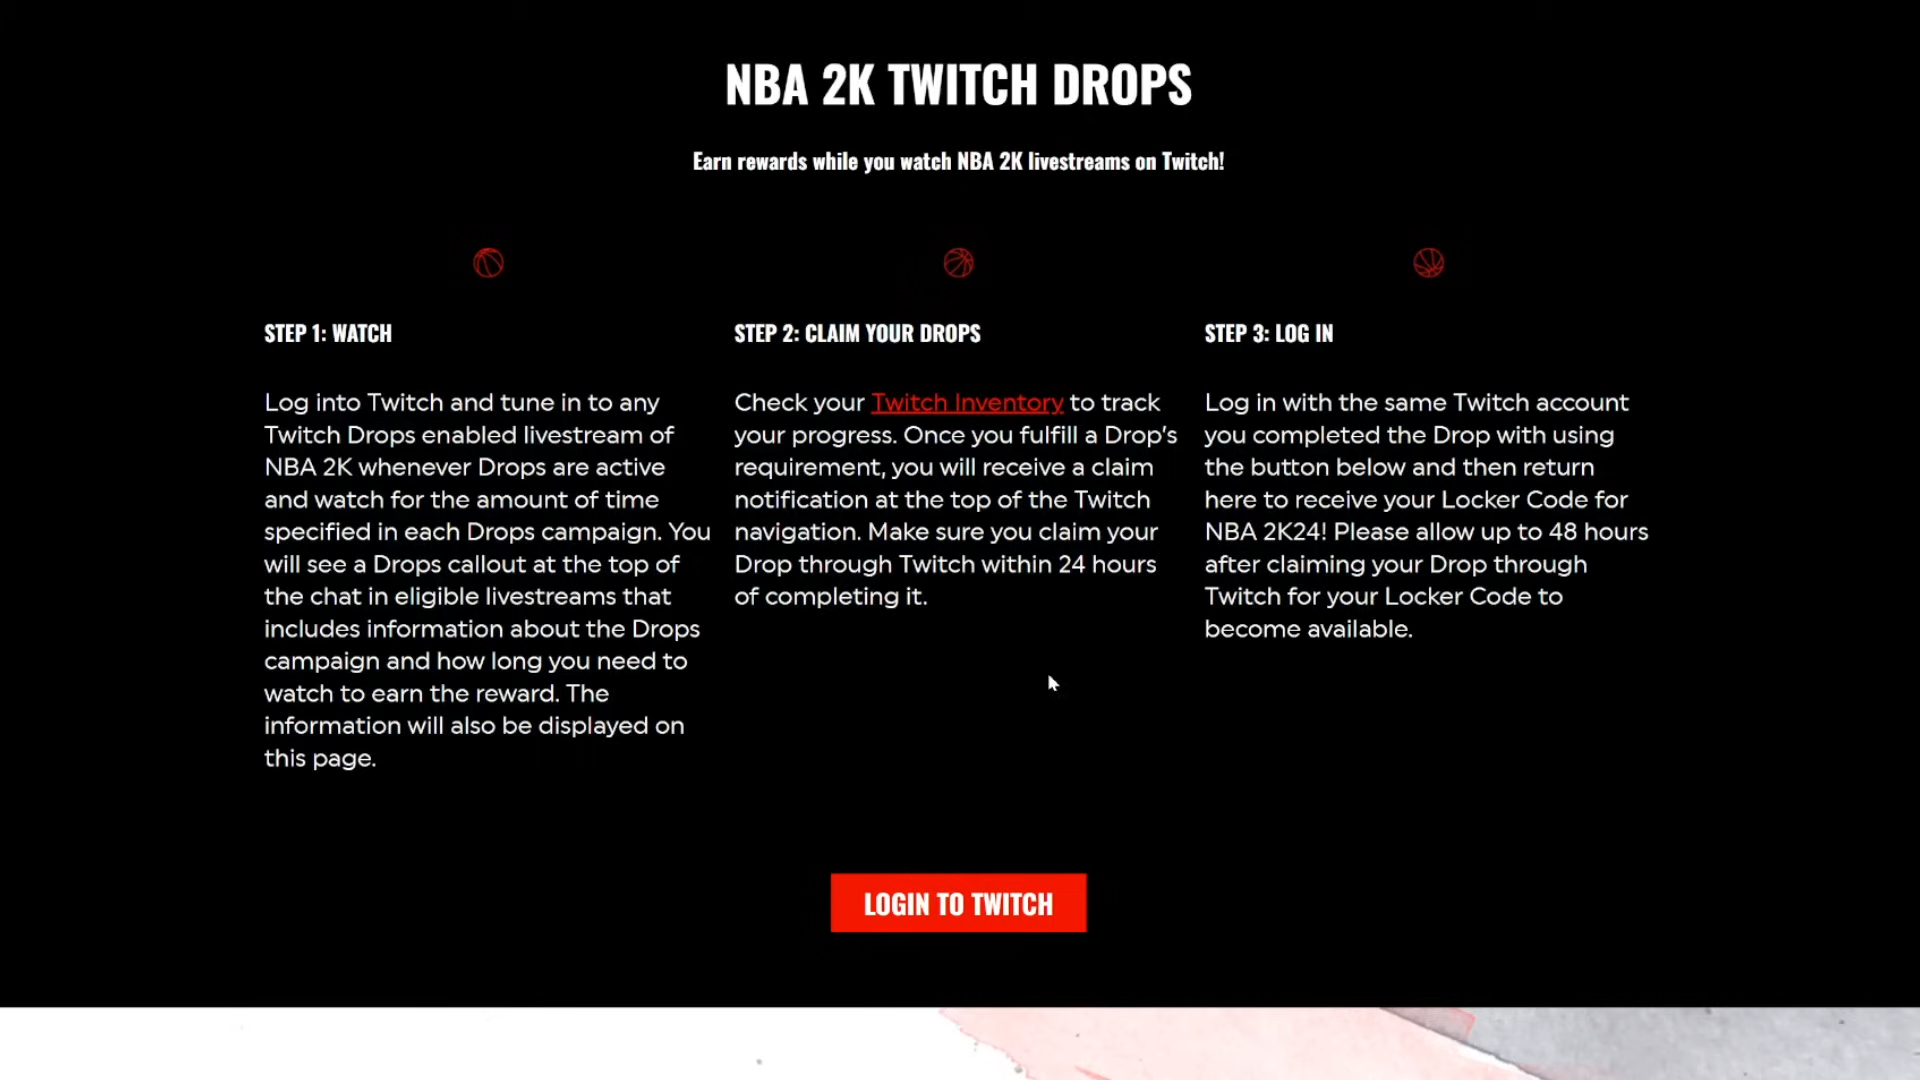 NBA 2K TWITCH DROPS
Earn rewards while you watch NBA 2K livestreams on Twitch!
STEP 1: WATCH
Log into Twitch and tune in to any
Twitch Drops enabled livestream of
NBA 2K whenever Drops are active
and watch for the amount of time
specified in each Drops campaign. You
will see a Drops callout at the top of
the chat in eligible livestreams that
includes information about the Drops
campaign and how long you need to
watch to earn the reward. The
information will also be displayed on
this page.
STEP 2: CLAIM YOUR DROPS
Check your Twitch Inventory to track
your progress. Once you fulfill a Drop's
requirement, you will receive a claim
notification at the top of the Twitch
navigation. Make sure you claim your
Drop through Twitch within 24 hours
of completing it.
STEP 3: LOG IN
Log in with the same Twitch account
you completed the Drop with using
the button below and then return
here to receive your Locker Code for
NBA 2K24! Please allow up to 48 hours
after claiming your Drop through
Twitch for your Locker Code to
become available.
LOGIN TO TWITCH